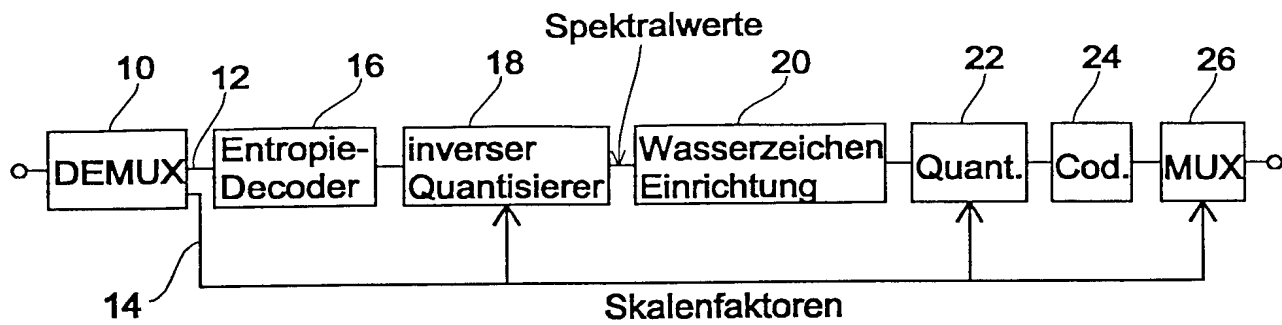 Spektralwerte
10
12
16
18
20
22
24
26
DEMUX
Entropie-
Decoder
inverser
Quantisierer
Wasserzeichen
Einrichtung
Quant.
Cod.
MUX
14
Skalenfaktoren